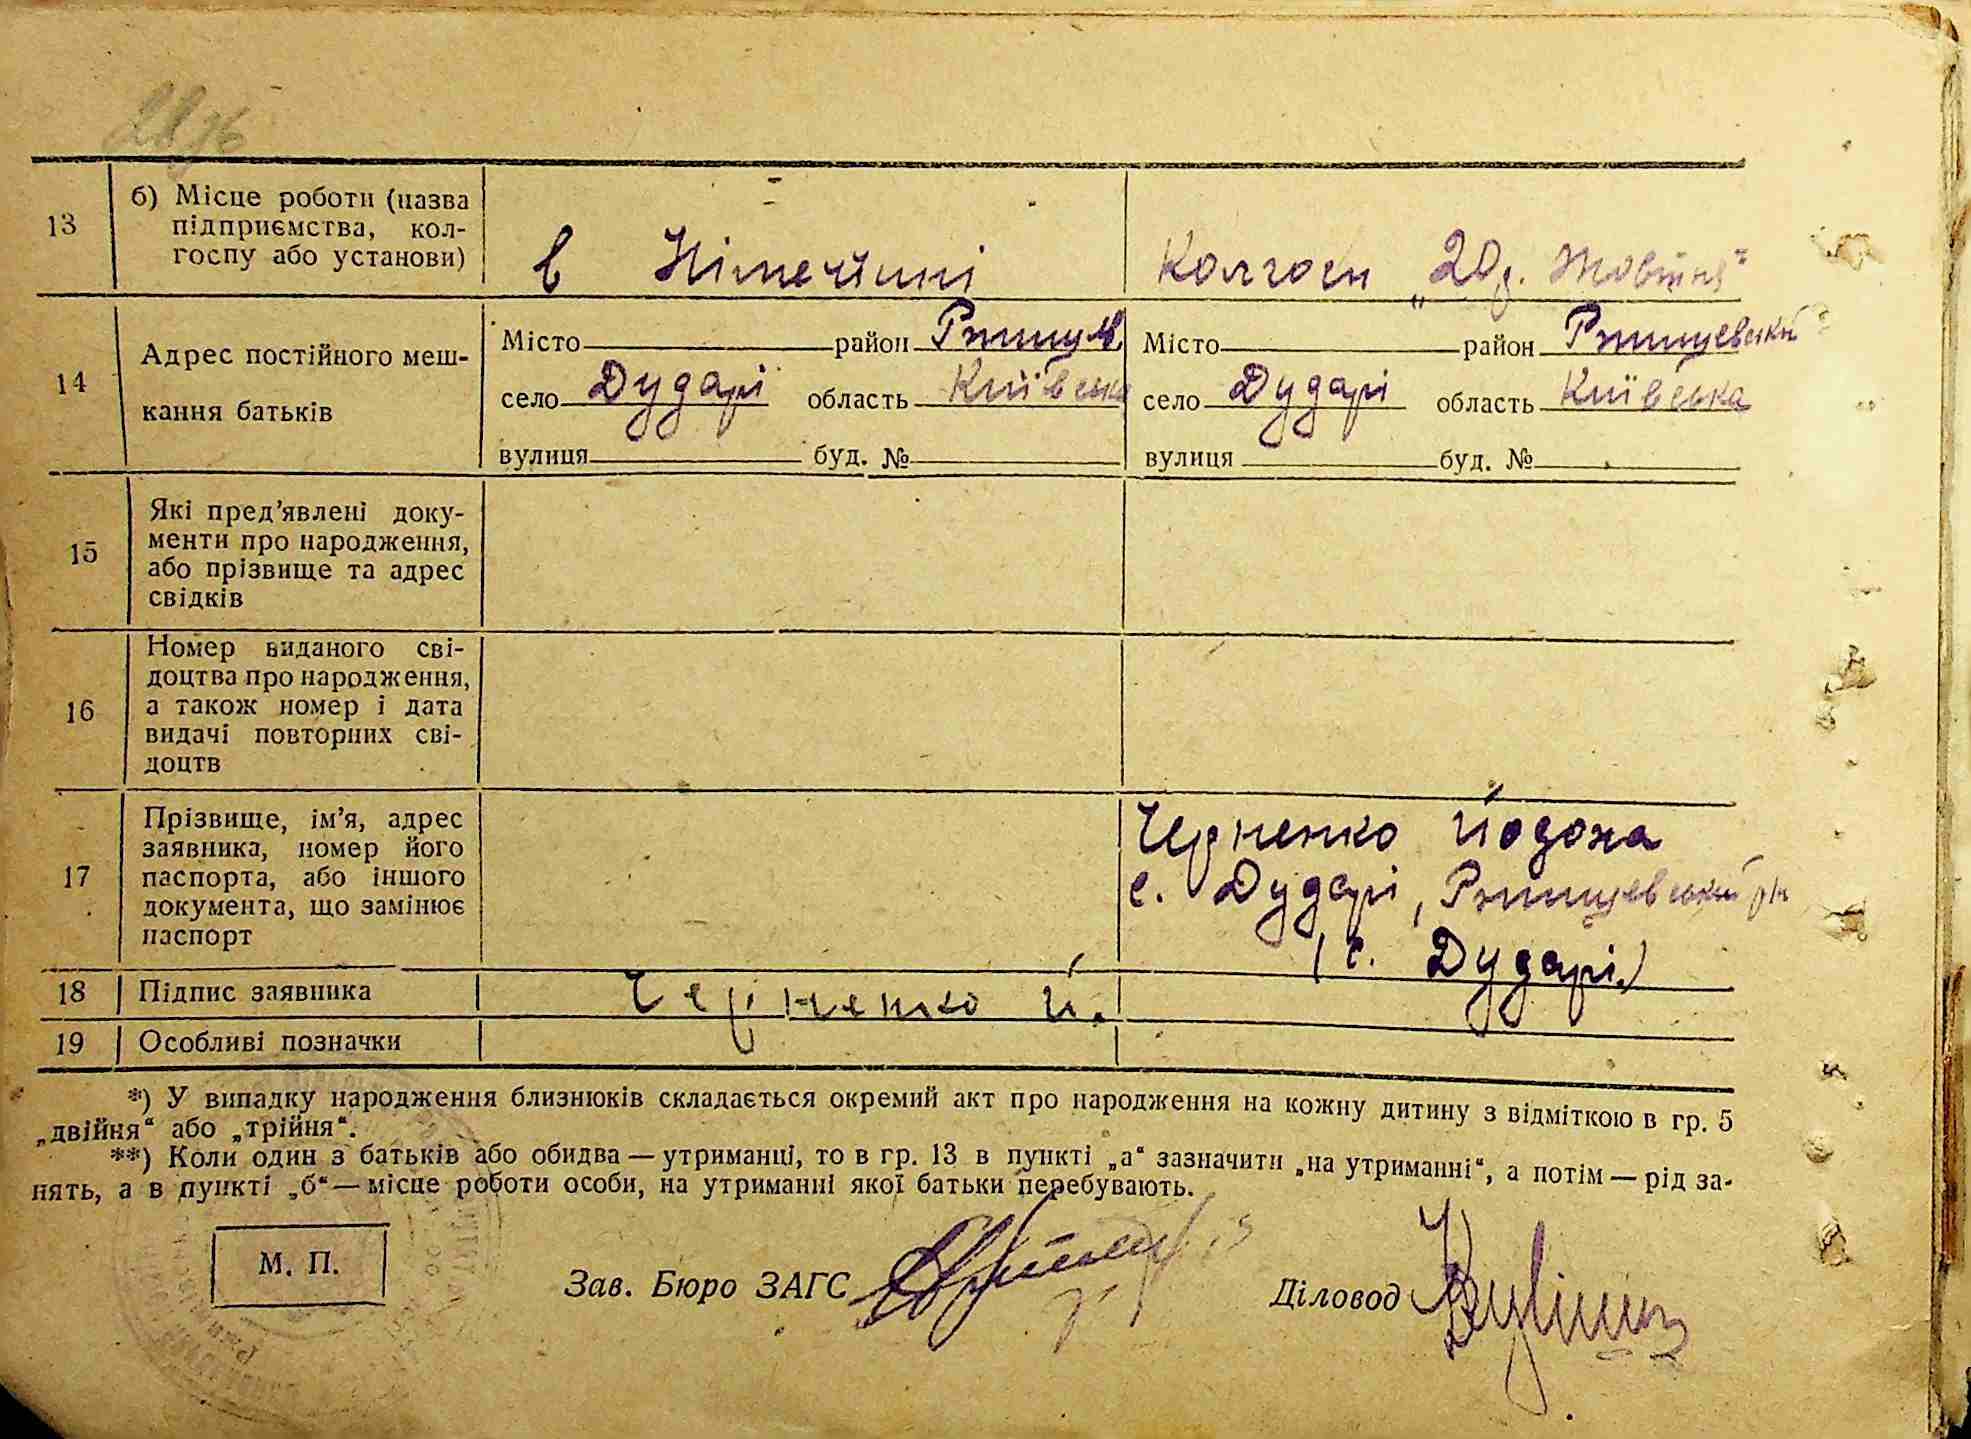 13
б) Місце роботи (назва
підприємства, кол-
госпу або установи)
в Німеччині
Колгосп „20 р. Жовтня"
14
Адрес постійного меш-
кання батьків
Місто район Ржищів
село Дударі область Київська
вулиця буд. №
Місто район Ржищевський
село Дударі область Київська
вулиця буд. №
15
Які пред’явлені доку-
менти про народження,
або прізвище та адрес
свідків
16
Номер виданого сві-
доцтва про народження,
а також номер і дата
видачі повторних сві-
доцтв
17
Прізвище, ім’я, адрес
заявника, номер його
паспорта, або іншого
документа, що замінює
паспорт
Черненко Йодоха
с. Дударі, Ржищевський р-н
(с. Дударі)
18 Підпис заявника Черненко Й.
19 Особливі позначки
*) У випадку народження близнюків складається окремий акт про народження на кожну дитину з відміткою в гр. 5
„двійня“ або „трійня“.
**) Коли один з батьків або обидва — утриманці, то в гр. 13 в пункті „а“ зазначити „на утриманні“, а потім — рід за-
нять, а в пункті „б“ — місце роботи особи, на утриманні якої батьки перебувають.
М. П.
Зав. Бюро ЗАГС
Діловод